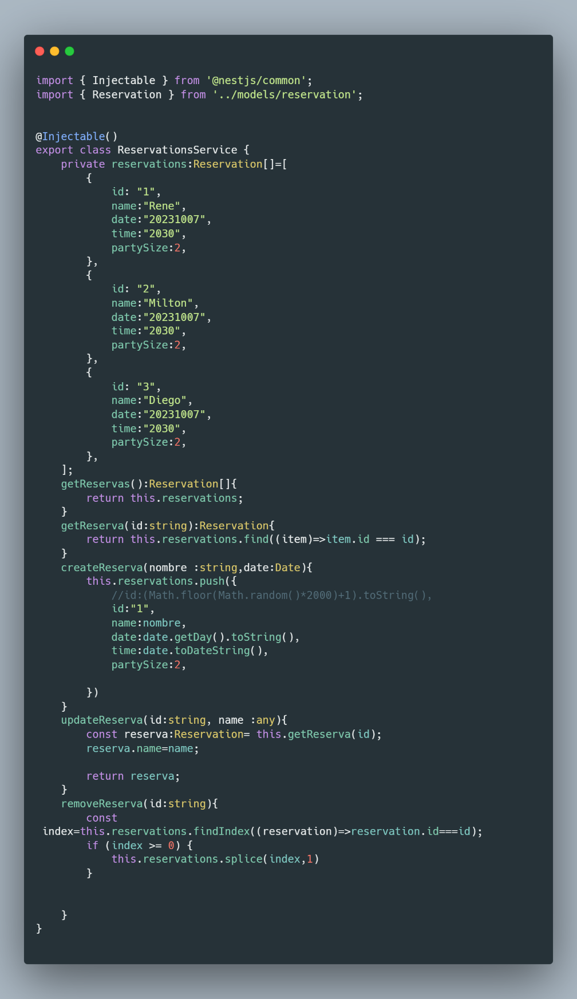 import { Injectable } from '@nestjs/common';
import { Reservation } from '../models/reservation';


@Injectable()
export class ReservationsService {
    private reservations:Reservation[]=[
        {
            id: "1",
            name:"Rene",
            date:"20231007",
            time:"2030",
            partySize:2,
        },
        {
            id: "2",
            name:"Milton",
            date:"20231007",
            time:"2030",
            partySize:2,
        },
        {
            id: "3",
            name:"Diego",
            date:"20231007",
            time:"2030",
            partySize:2,
        },
    ];
    getReservas():Reservation[]{
        return this.reservations;
    }
    getReserva(id:string):Reservation{
        return this.reservations.find((item)=>item.id === id);
    }
    createReserva(nombre :string,date:Date){
        this.reservations.push({
            //id:(Math.floor(Math.random()*2000)+1).toString(),
            id:"1",
            name:nombre,
            date:date.getDay().toString(),
            time:date.toDateString(),
            partySize:2,

        })
    }
    updateReserva(id:string, name :any){
        const reserva:Reservation= this.getReserva(id);
        reserva.name=name;

        return reserva;
    }
    removeReserva(id:string){
        const
 index=this.reservations.findIndex((reservation)=>reservation.id===id);
        if (index >= 0) {
            this.reservations.splice(index,1)
        }


    }
}